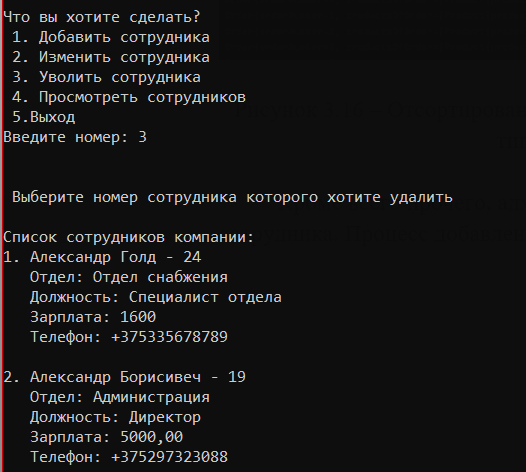 Что вы хотите сделать?
1. Добавить сотрудника
2. Изменить сотрудника
3. Уволить сотрудника
4. Просмотреть сотрудников
5.Выход
Введите номер: 3
Выберите номер сотрудника которого хотите удалить
Список сотрудников компании:
1. Александр Голд - 24
Отдел: Отдел снабжения
Должность: Специалист отдела
Зарплата: 1600
Телефон: +375335678789
2. Александр Борисивеч - 19
Отдел: Администрация
Должность: Директор
Зарплата: 5000,00
Телефон: +375297323088